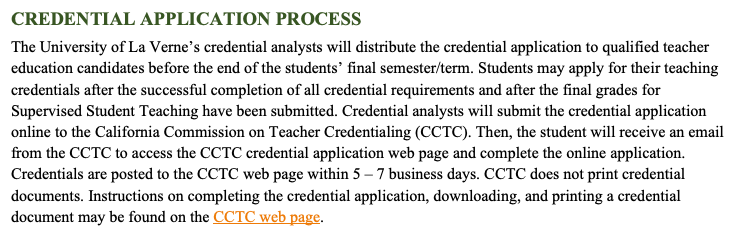 CREDENTIAL APPLICATION PROCESS
The University of La Verne’s credential analysts will distribute the credential application to qualified teacher
education candidates before the end of the students’ final semester/term. Students may apply for their teaching
credentials after the successful completion of all credential requirements and after the final grades for
Supervised Student Teaching have been submitted. Credential analysts will submit the credential application
online to the California Commission on Teacher Credentialing (CCTC). Then, the student will receive an email
from the CCTC to access the CCTC credential application web page and complete the online application.
Credentials are posted to the CCTC web page within 5 – 7 business days. CCTC does not print credential
documents. Instructions on completing the credential application, downloading, and printing a credential
document may be found on the CCTC web page.